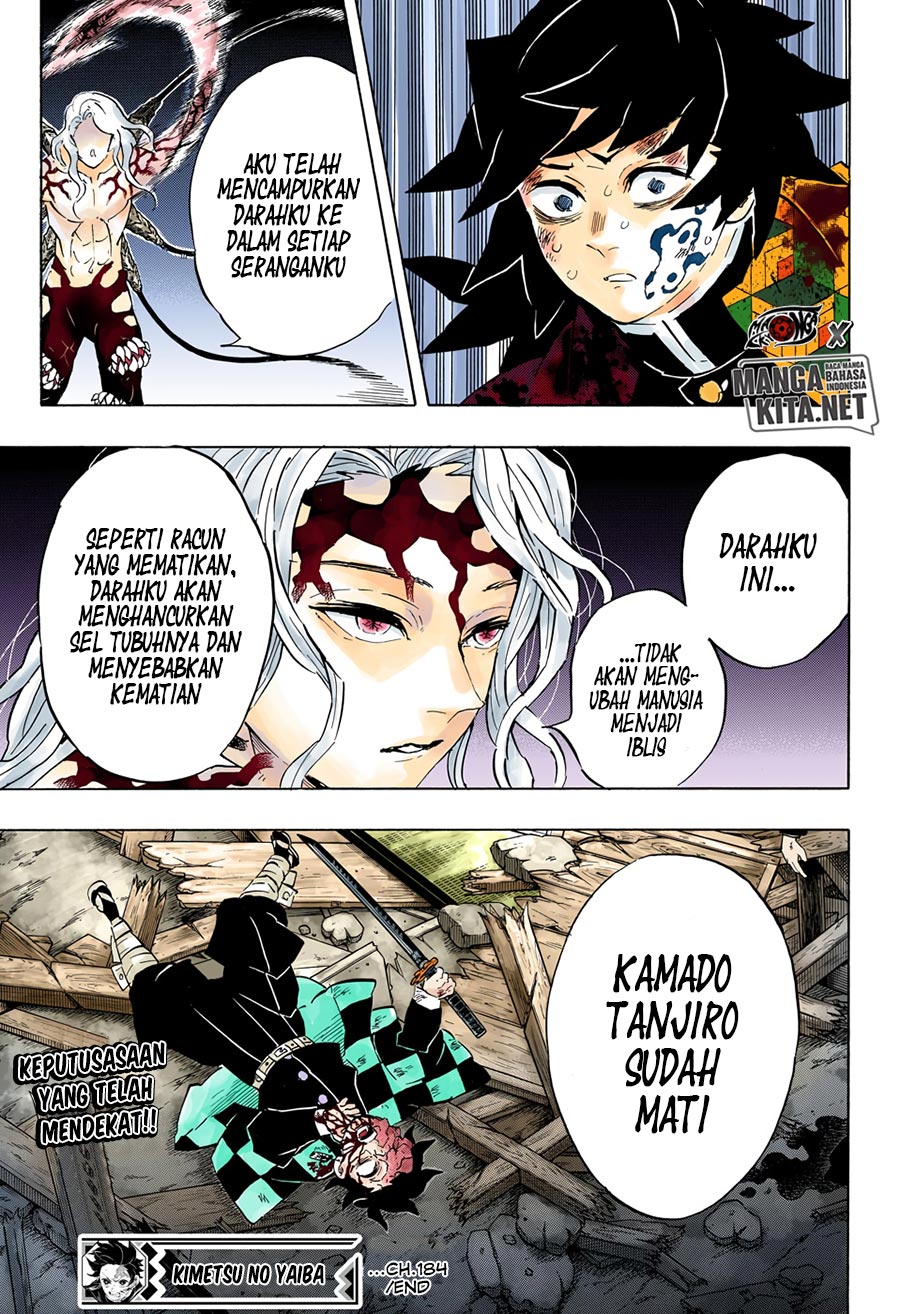 AKU TELAH
MENCAMPURKAN
DARAHKU KE
DALAM SETIAP
SERANGANKU
X
MANGA
KITA.NET
BACA MANGA
BAHASA
INDONESIA
DARAHKU
INI...
...TIDAK
AKAN MENG-
UBAH MANUSIA
MENJADI
IBLIS
SEPERTI RACUN
YANG MEMATIKAN,
DARAHKU AKAN
MENGHANCURKAN
SEL TUBUHNYA DAN
MENYEBABKAN
KEMATIAN
KAMADO
TANJIRO
SUDAH
MATI
KEPUTUSASAAN
YANG TELAH
MENDEKAT!!
KIMETSU NO YAIBA
...CH.184
/END